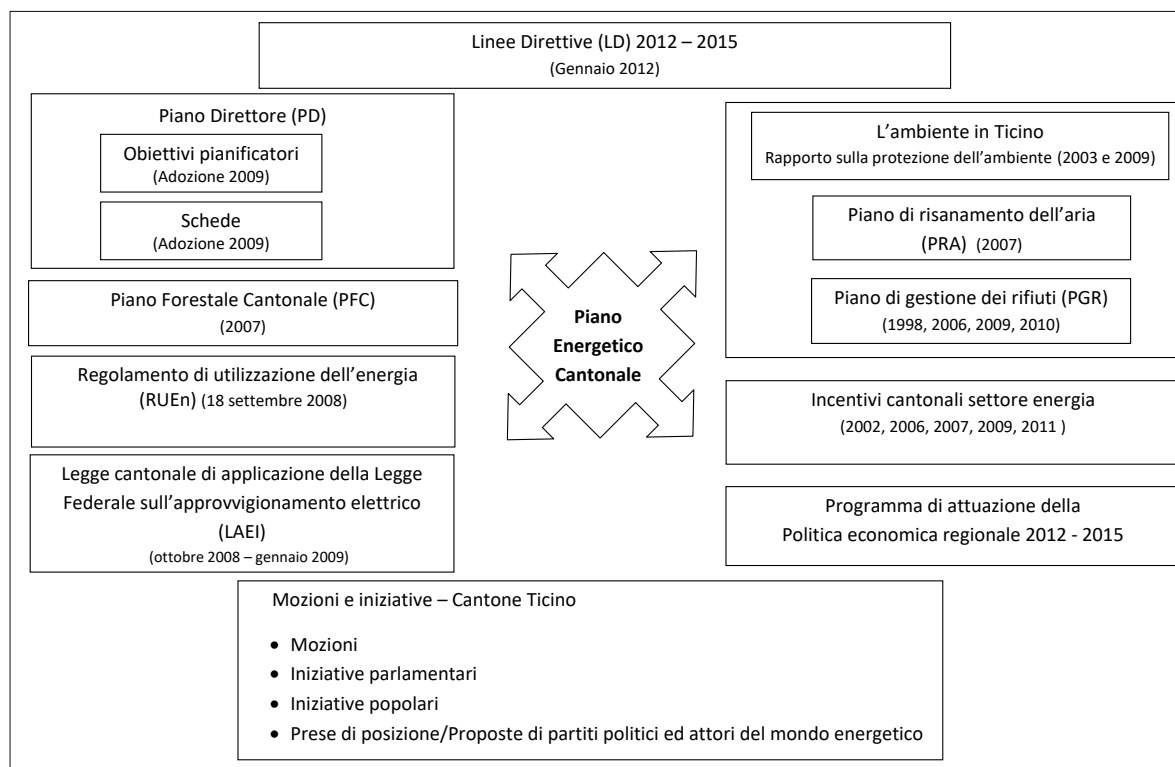 Linee Direttive (LD) 2012 – 2015
(Gennaio 2012)
Piano Direttore (PD)
Obiettivi pianificatori
(Adozione 2009)
Schede
(Adozione 2009)
Piano Forestale Cantonale (PFC)
(2007)
Regolamento di utilizzazione dell'energia
(RUEn) (18 settembre 2008)
Legge cantonale di applicazione della Legge
Federale sull'approvvigionamento elettrico
(LAEI)
(ottobre 2008 – gennaio 2009)
Piano
Energetico
Cantonale
L'ambiente in Ticino
Rapporto sulla protezione dell'ambiente (2003 e 2009)
Piano di risanamento dell'aria
(PRA) (2007)
Piano di gestione dei rifiuti (PGR)
(1998, 2006, 2009, 2010)
Incentivi cantonali settore energia
(2002, 2006, 2007, 2009, 2011 )
Programma di attuazione della
Politica economica regionale 2012 - 2015
Mozioni e iniziative – Cantone Ticino
• Mozioni
• Iniziative parlamentari
• Iniziative popolari
• Prese di posizione/Proposte di partiti politici ed attori del mondo energetico